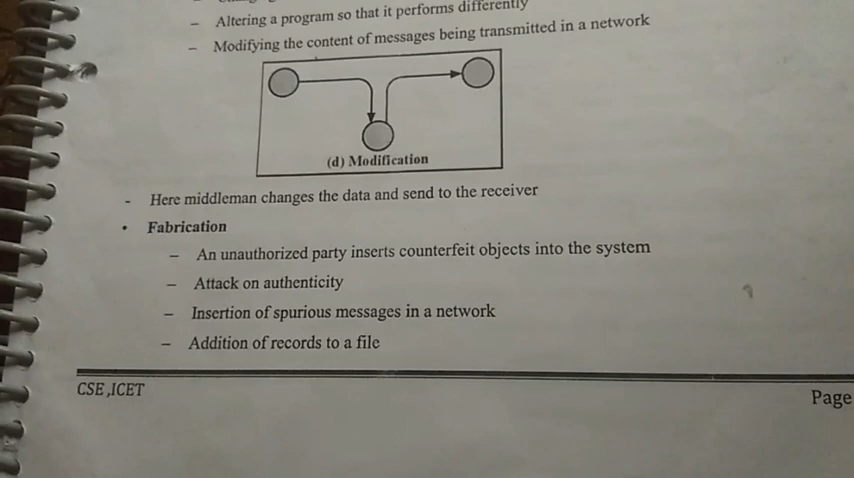 – Altering a program so that it performs differently
– Modifying the content of messages being transmitted in a network
(d) Modification
- Here middleman changes the data and send to the receiver
• Fabrication
– An unauthorized party inserts counterfeit objects into the system
– Attack on authenticity
– Insertion of spurious messages in a network
– Addition of records to a file
CSE ,ICET
Page